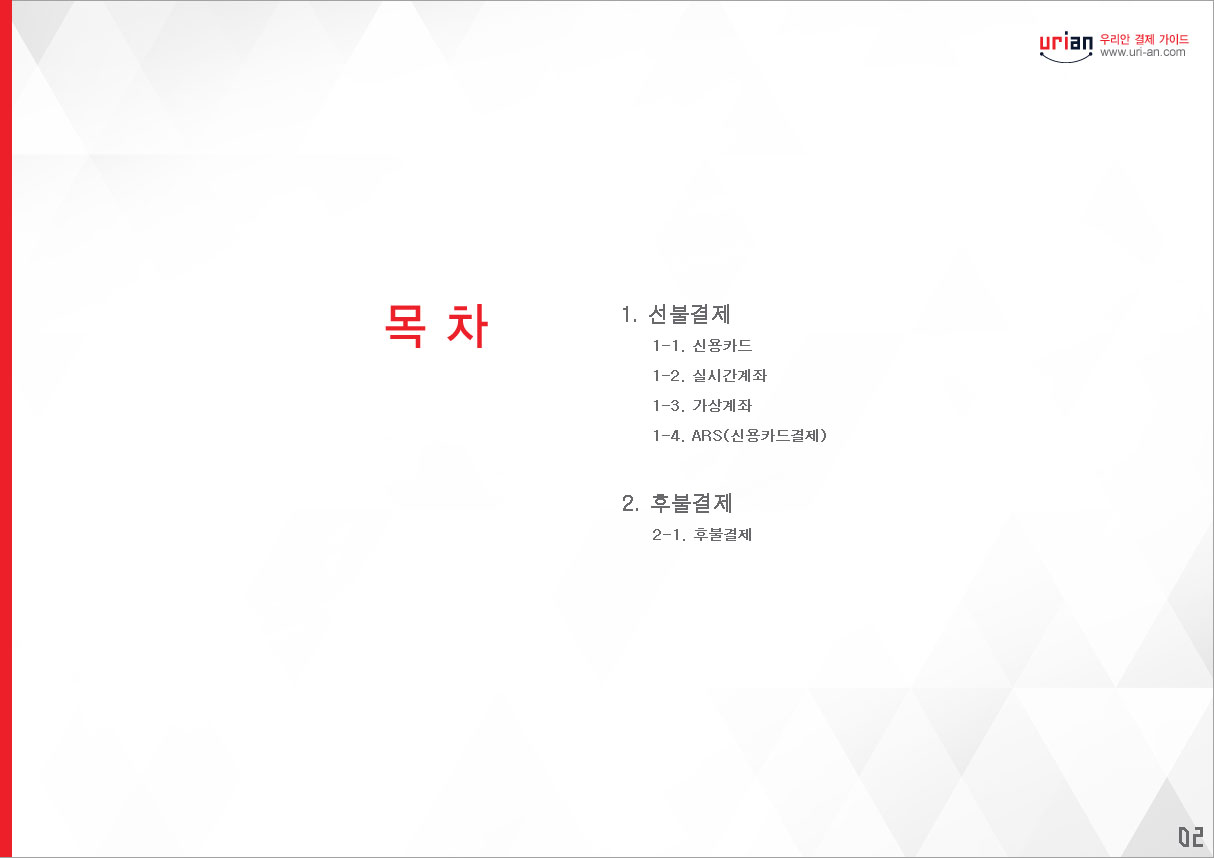 urian 우리안 결제 가이드
www.uri-an.com
목 차
1. 선불결제
1-1. 신용카드
1-2. 실시간계좌
1-3. 가상계좌
1-4. ARS(신용카드결제)
2. 후불결제
2-1. 후불결제
02